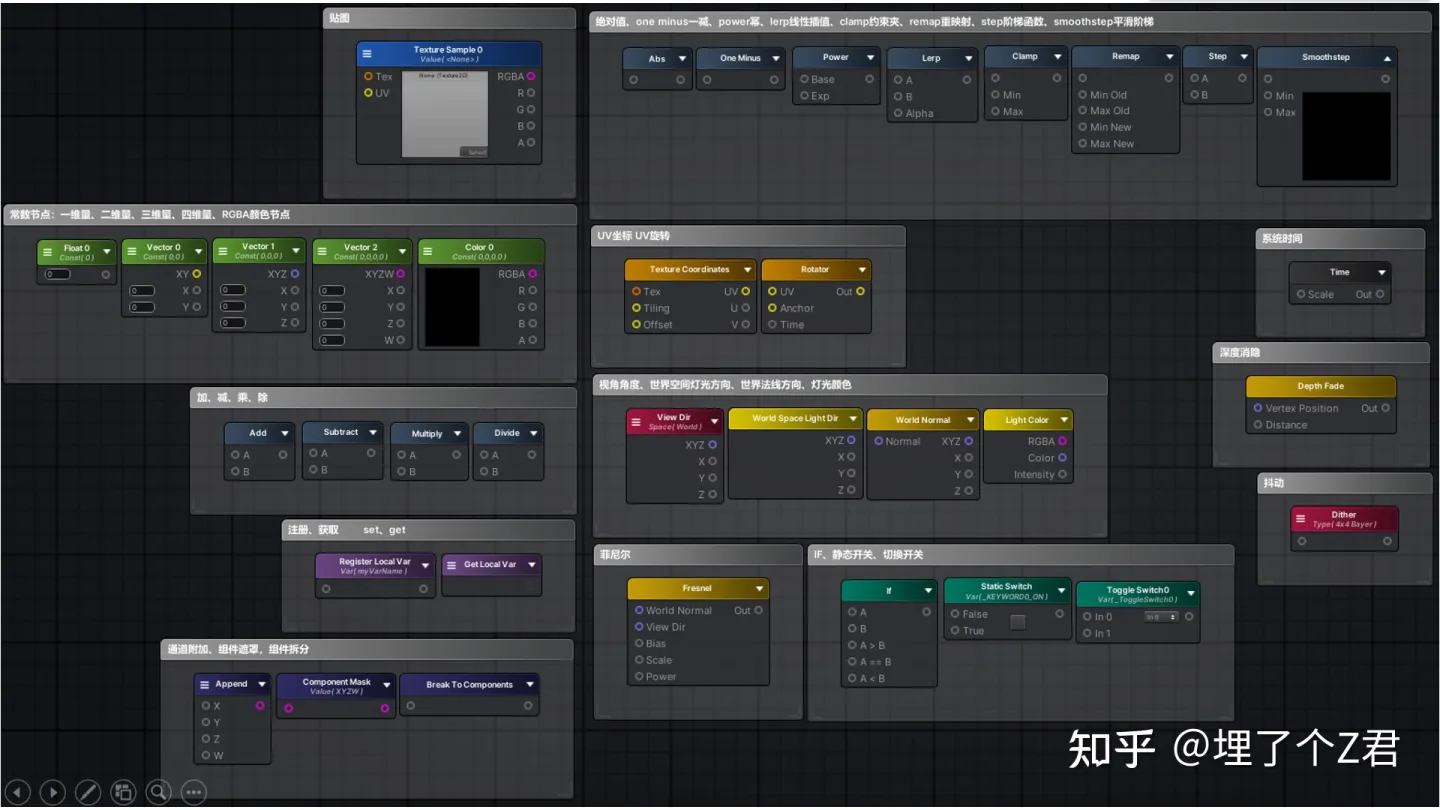 贴图
Texture Sample 0
Value( <None> )
Tex
UV
None (Texture2D)
Select
RGBA
R
G
B
A
绝对值、one minus一减、power幂、lerp线性插值、clamp约束夹、remap重映射、step阶梯函数、smoothstep平滑阶梯
Abs
One Minus
Power
Base
Exp
Lerp
A
B
Alpha
Clamp
Min
Max
Remap
Min Old
Max Old
Min New
Max New
Step
A
B
Smoothstep
Min
Max
常数节点：一维量、二维量、三维量、四维量、RGBA颜色节点
Float 0
Const( 0 )
0
Vector 0
Const( 0,0 )
XY
0 X
0 Y
Vector 1
Const( 0,0,0 )
XYZ
0 X
0 Y
0 Z
Vector 2
Const( 0,0,0,0 )
XYZW
0 X
0 Y
0 Z
0 W
Color 0
Const( 0,0,0,0 )
RGBA
R
G
B
A
UV坐标 UV旋转
Texture Coordinates
Tex UV
Tiling U
Offset V
Rotator
UV Out
Anchor
Time
系统时间
Time
Scale Out
深度消隐
Depth Fade
Vertex Position Out
Distance
加、减、乘、除
Add
A
B
Subtract
A
B
Multiply
A
B
Divide
A
B
视角角度、世界空间灯光方向、世界法线方向、灯光颜色
View Dir
Space( World )
XYZ
X
Y
Z
World Space Light Dir
XYZ
X
Y
Z
World Normal
Normal XYZ
X
Y
Z
Light Color
RGBA
Color
Intensity
抖动
Dither
Type( 4x4 Bayer )
注册、获取 set、get
Register Local Var
Var( myVarName )
Get Local Var
菲尼尔
Fresnel
World Normal Out
View Dir
Bias
Scale
Power
IF、静态开关、切换开关
If
A
B
A > B
A == B
A < B
Static Switch
Var( _KEYWORD0_ON )
False
True
Toggle Switch0
Var( _ToggleSwitch0 )
In 0 In 0
In 1
通道附加、组件遮罩，组件拆分
Append
X
Y
Z
W
Component Mask
Value( XYZW )
Break To Components
知乎 @埋了个Z君